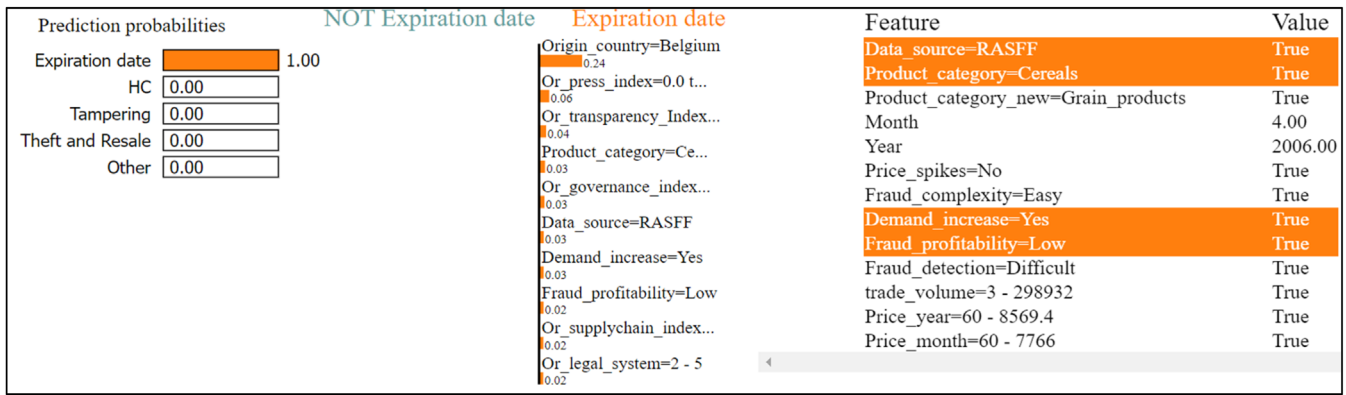 Prediction probabilities
Expiration date 1.00
HC 0.00
Tampering 0.00
Theft and Resale 0.00
Other 0.00
NOT Expiration date Expiration date
Origin_country=Belgium
0.24
Or_press_index=0.0 t...
0.06
Or_transparency_Index...
0.04
Product_category=Ce...
0.03
Or_governance_index...
0.03
Data_source=RASFF
0.03
Demand_increase=Yes
0.03
Fraud_profitability=Low
0.02
Or_supplychain_index...
0.02
Or_legal_system=2 - 5
0.02
Feature Value
Data_source=RASFF True
Product_category=Cereals True
Product_category_new=Grain_products True
Month 4.00
Year 2006.00
Price_spikes=No True
Fraud_complexity=Easy True
Demand_increase=Yes True
Fraud_profitability=Low True
Fraud_detection=Difficult True
trade_volume=3 - 298932 True
Price_year=60 - 8569.4 True
Price_month=60 - 7766 True